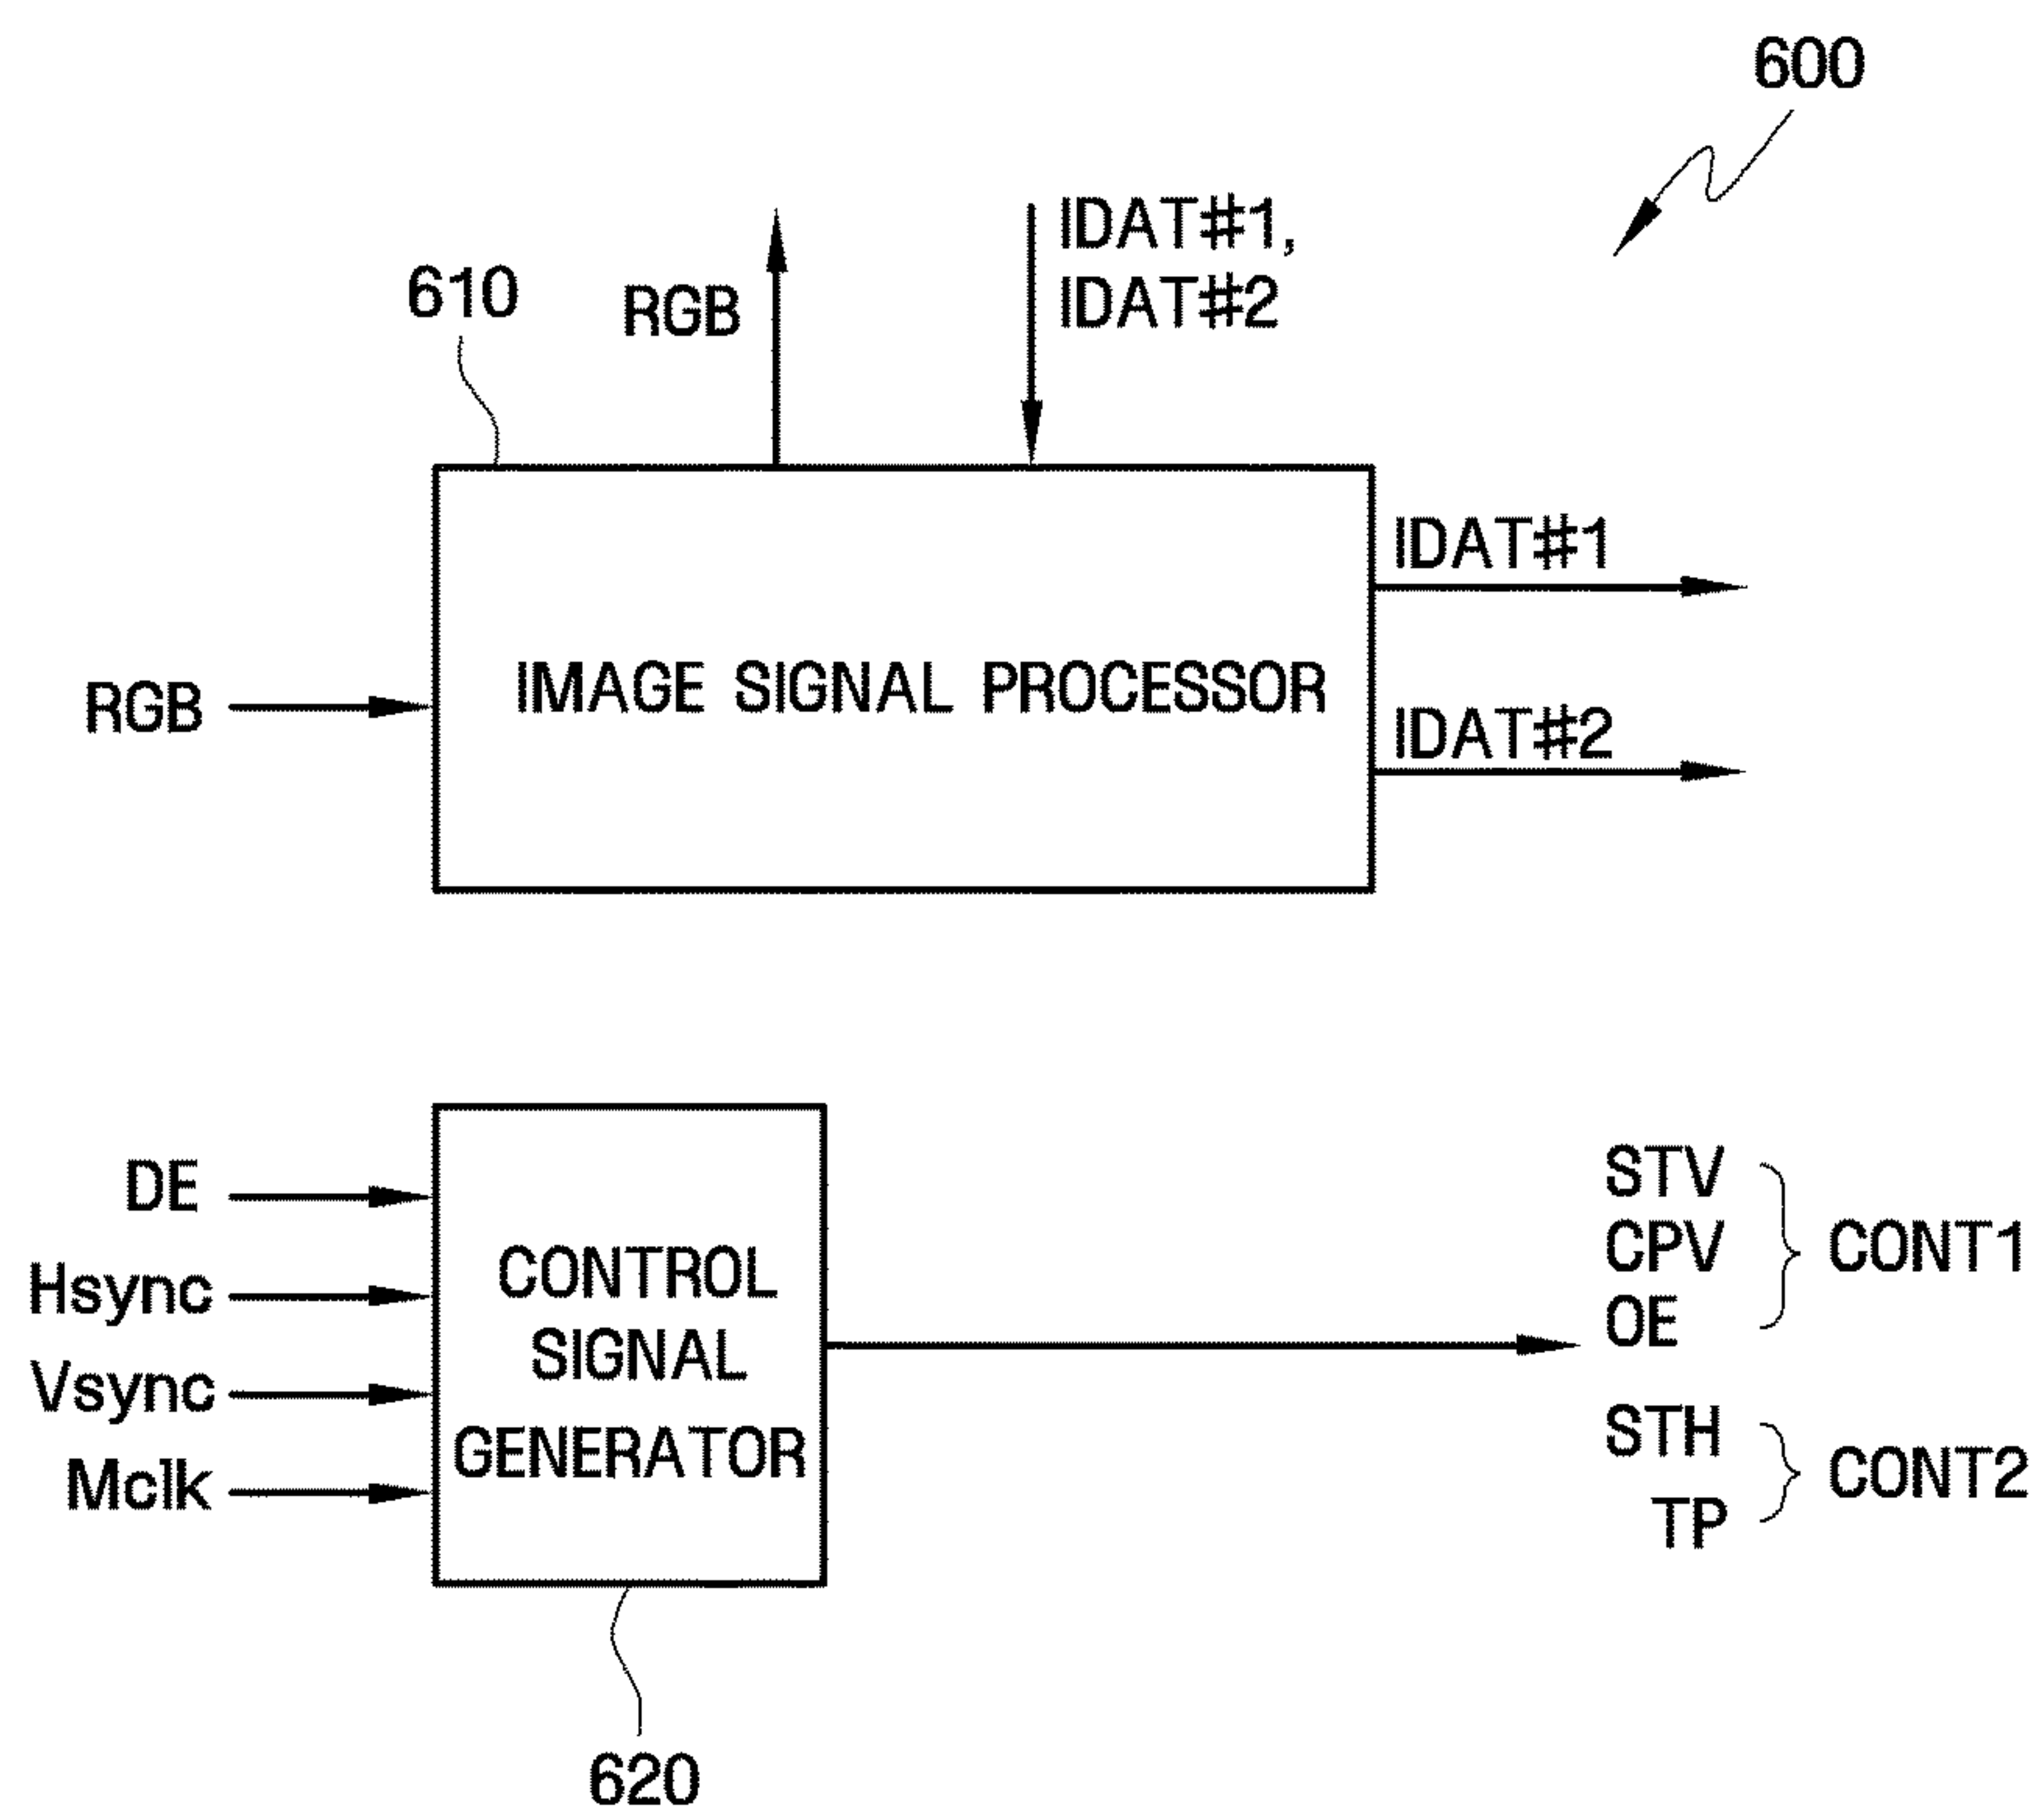 600
610
RGB
IDAT#1,
IDAT#2
IDAT#1
IMAGE SIGNAL PROCESSOR
RGB
IDAT#2
DE
Hsync
Vsync
Mclk
CONTROL
SIGNAL
GENERATOR
STV
CPV
OE
CONT1
STH
TP
CONT2
620